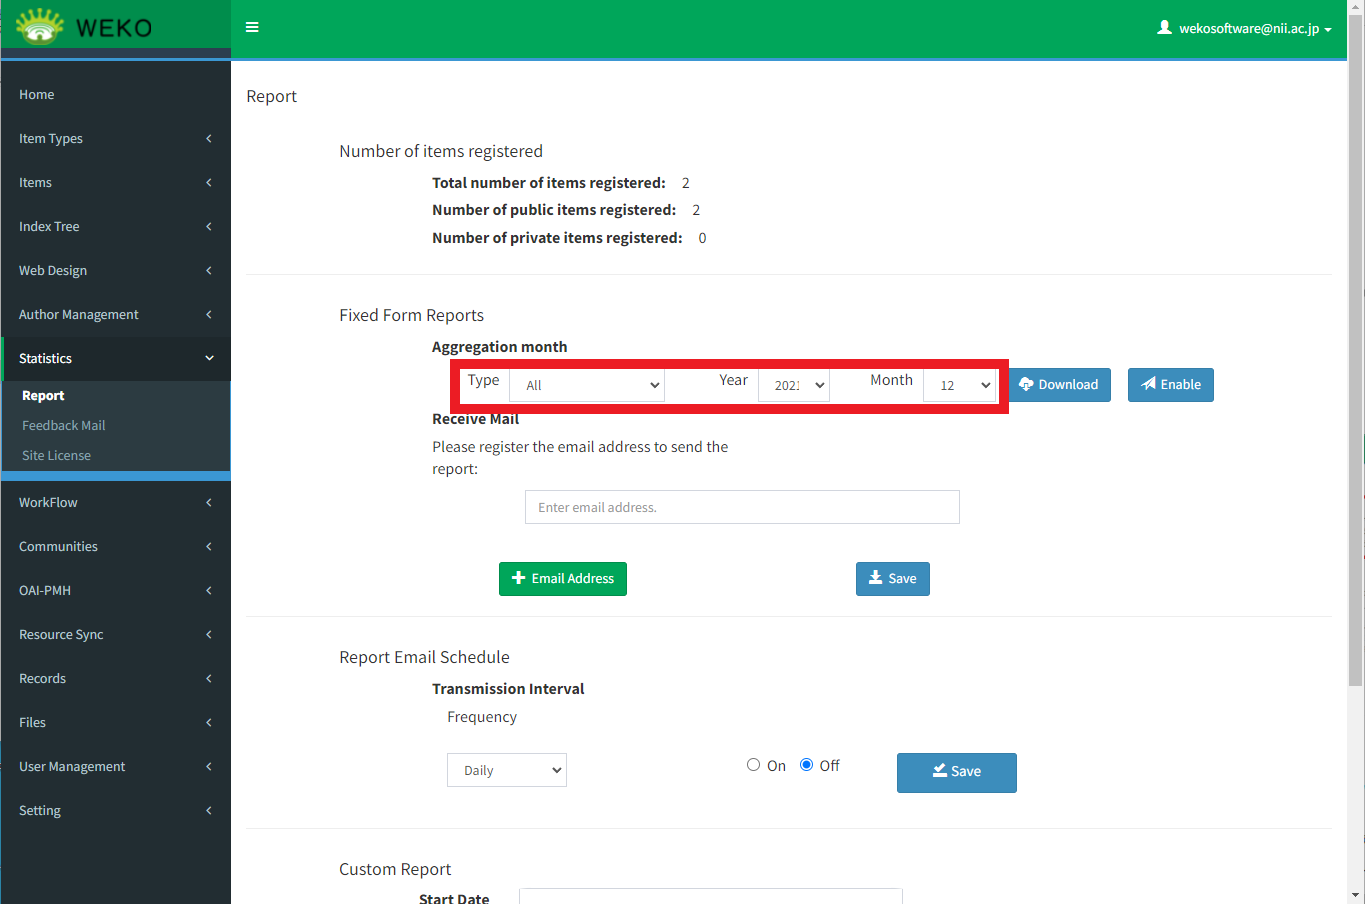 WEKO
wekosoftware@nii.ac.jp
Home
Item Types
Items
Index Tree
Web Design
Author Management
Statistics
Report
Feedback Mail
Site License
WorkFlow
Communities
OAI-PMH
Resource Sync
Records
Files
User Management
Setting
Report
Number of items registered
Total number of items registered: 2
Number of public items registered: 2
Number of private items registered: 0
Fixed Form Reports
Aggregation month
Type All Year 2021 Month 12 Download Enable
Receive Mail
Please register the email address to send the
report:
Enter email address.
Email Address Save
Report Email Schedule
Transmission Interval
Frequency
Daily On Off Save
Custom Report
Start Date